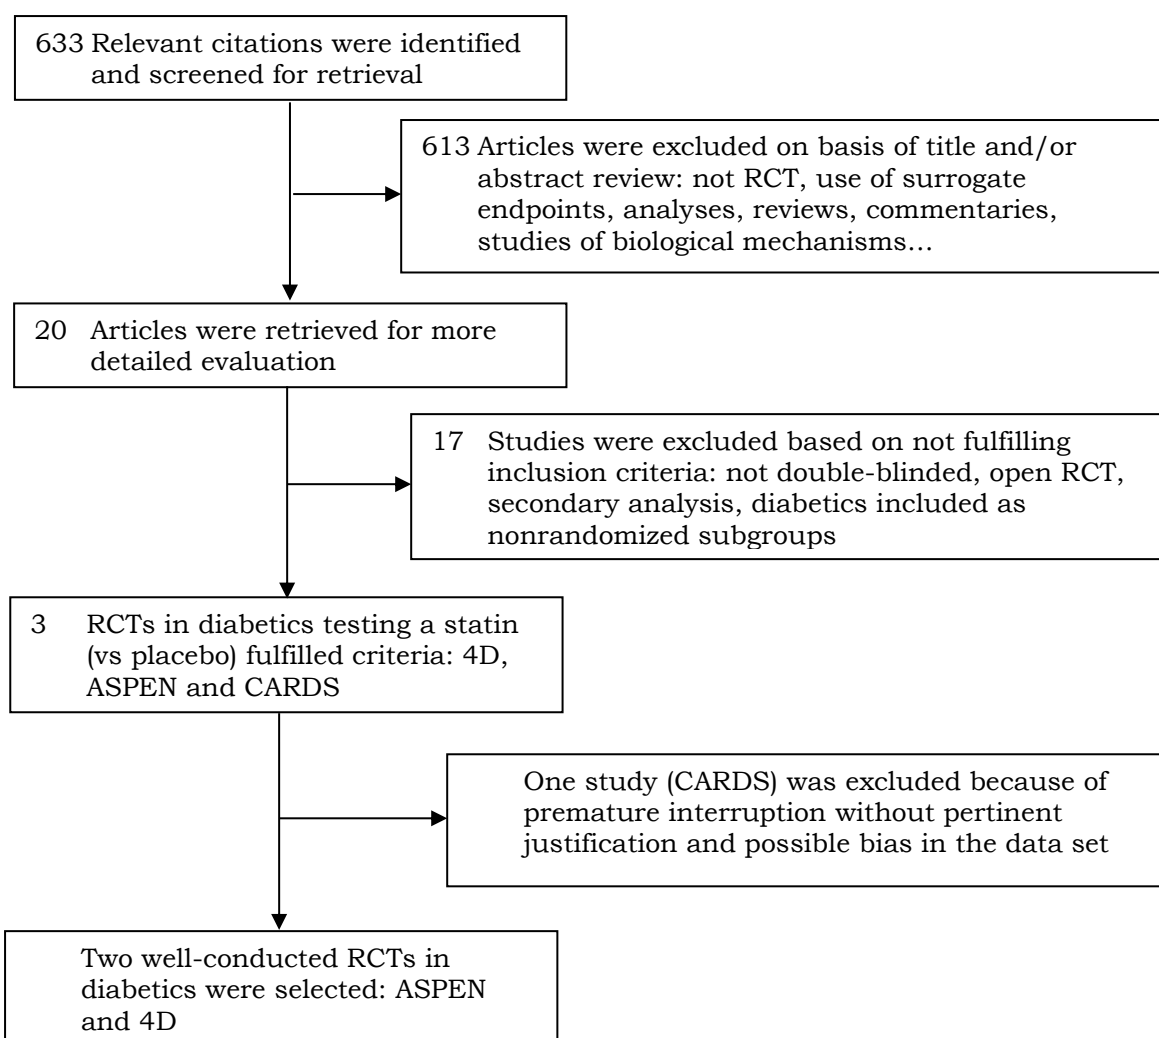 633 Relevant citations were identified
and screened for retrieval
613 Articles were excluded on basis of title and/or
abstract review: not RCT, use of surrogate
endpoints, analyses, reviews, commentaries,
studies of biological mechanisms…
20 Articles were retrieved for more
detailed evaluation
17 Studies were excluded based on not fulfilling
inclusion criteria: not double-blinded, open RCT,
secondary analysis, diabetics included as
nonrandomized subgroups
3 RCTs in diabetics testing a statin
(vs placebo) fulfilled criteria: 4D,
ASPEN and CARDS
One study (CARDS) was excluded because of
premature interruption without pertinent
justification and possible bias in the data set
Two well-conducted RCTs in
diabetics were selected: ASPEN
and 4D